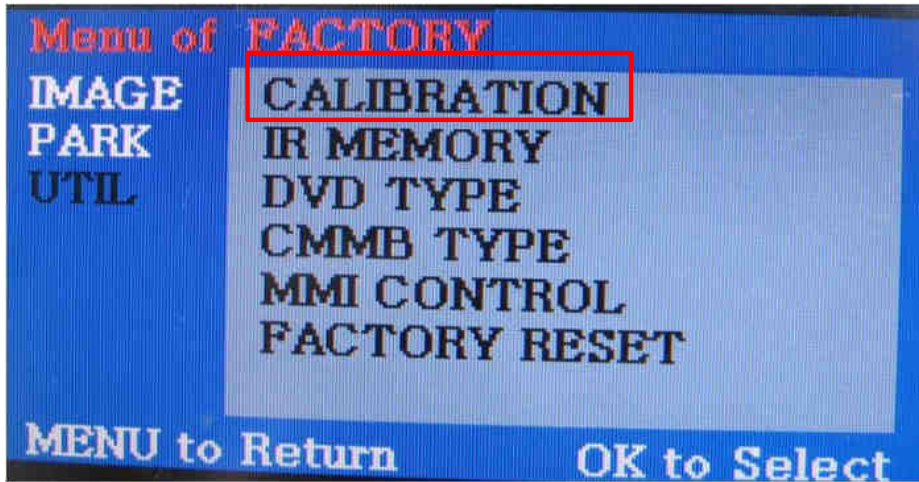 Menu of FACTORY
IMAGE
PARK
UTIL
CALIBRATION
IR MEMORY
DVD TYPE
CMMB TYPE
MMI CONTROL
FACTORY RESET
MENU to Return
OK to Select